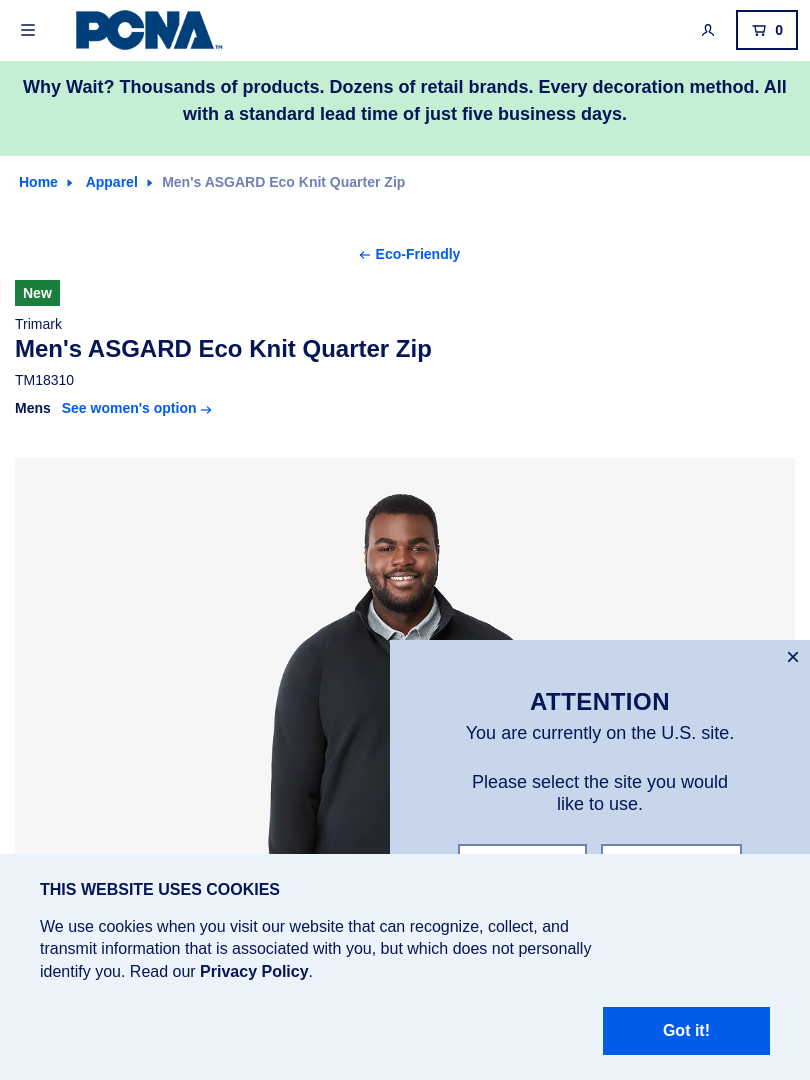 PCNA™
0
Why Wait? Thousands of products. Dozens of retail brands. Every decoration method. All
with a standard lead time of just five business days.
Home Apparel Men's ASGARD Eco Knit Quarter Zip
Eco-Friendly
New
Trimark
Men's ASGARD Eco Knit Quarter Zip
TM18310
Mens See women's option
ATTENTION
You are currently on the U.S. site.
Please select the site you would
like to use.
THIS WEBSITE USES COOKIES
We use cookies when you visit our website that can recognize, collect, and
transmit information that is associated with you, but which does not personally
identify you. Read our Privacy Policy.
Got it!